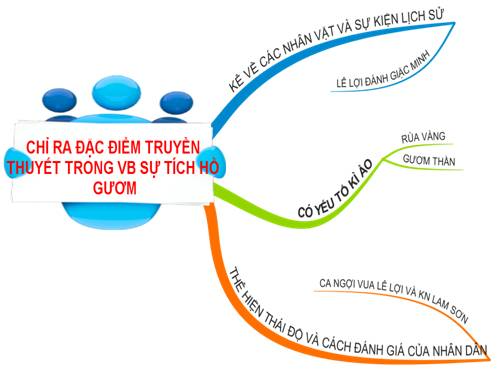 CHỈ RA ĐẶC ĐIỂM TRUYỀN
THUYẾT TRONG VB SỰ TÍCH HỒ
GƯƠM
KỂ VỀ CÁC NHÂN VẬT VÀ SỰ KIỆN LỊCH SỬ
LÊ LỢI ĐÁNH GIẶC MINH
CÓ YẾU TỐ KÌ ẢO
RÙA VÀNG
GƯƠM THẦN
THỂ HIỆN THÁI ĐỘ VÀ CÁCH ĐÁNH GIÁ CỦA NHÂN DÂN
CA NGỢI VUA LÊ LỢI VÀ KN LAM SƠN